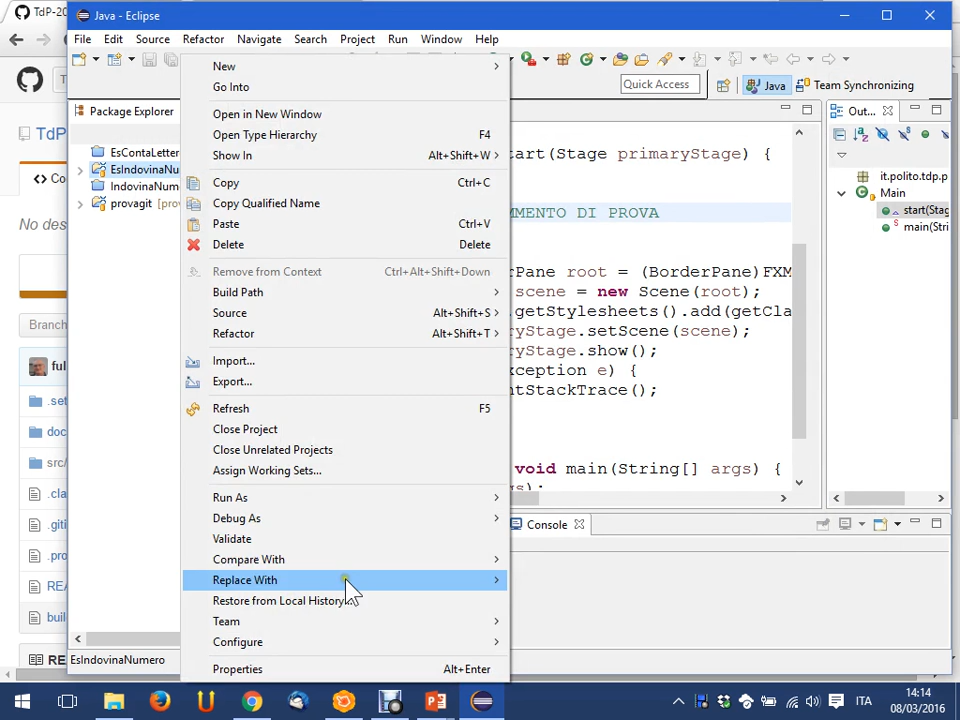 TdP-20
Java - Eclipse
File Edit Source Refactor Navigate Search Project Run Window Help
Quick Access
Java
Team Synchronizing
Package Explorer
EsContaLetter
EsIndovinaNu
IndovinaNum
provagit [prov
New
Go Into
Open in New Window
Open Type Hierarchy F4
Show In Alt+Shift+W
Copy Ctrl+C
Copy Qualified Name
Paste Ctrl+V
Delete Delete
Remove from Context Ctrl+Alt+Shift+Down
Build Path
Source Alt+Shift+S
Refactor Alt+Shift+T
Import...
Export...
Refresh F5
Close Project
Close Unrelated Projects
Assign Working Sets...
Run As
Debug As
Validate
Compare With
Replace With
Restore from Local History
Team
Configure
Properties Alt+Enter
tart(Stage primaryStage) {
MMENTO DI PROVA
rderPane root = (BorderPane)FXM
scene = new Scene(root);
.getStylesheets().add(getCla
ryStage.setScene(scene);
ryStage.show();
xception e) {
ntStackTrace();
void main(String[] args) {
gs);
Out...
it.polito.tdp.p
Main
start(Stag
main(Stri
Console
EsIndovinaNumero
T
TdP
Co
No des
Branch
ful
.set
doc
src/
.cla
.giti
.pro
REA
buil
RE
ITA
14:14
08/03/2016